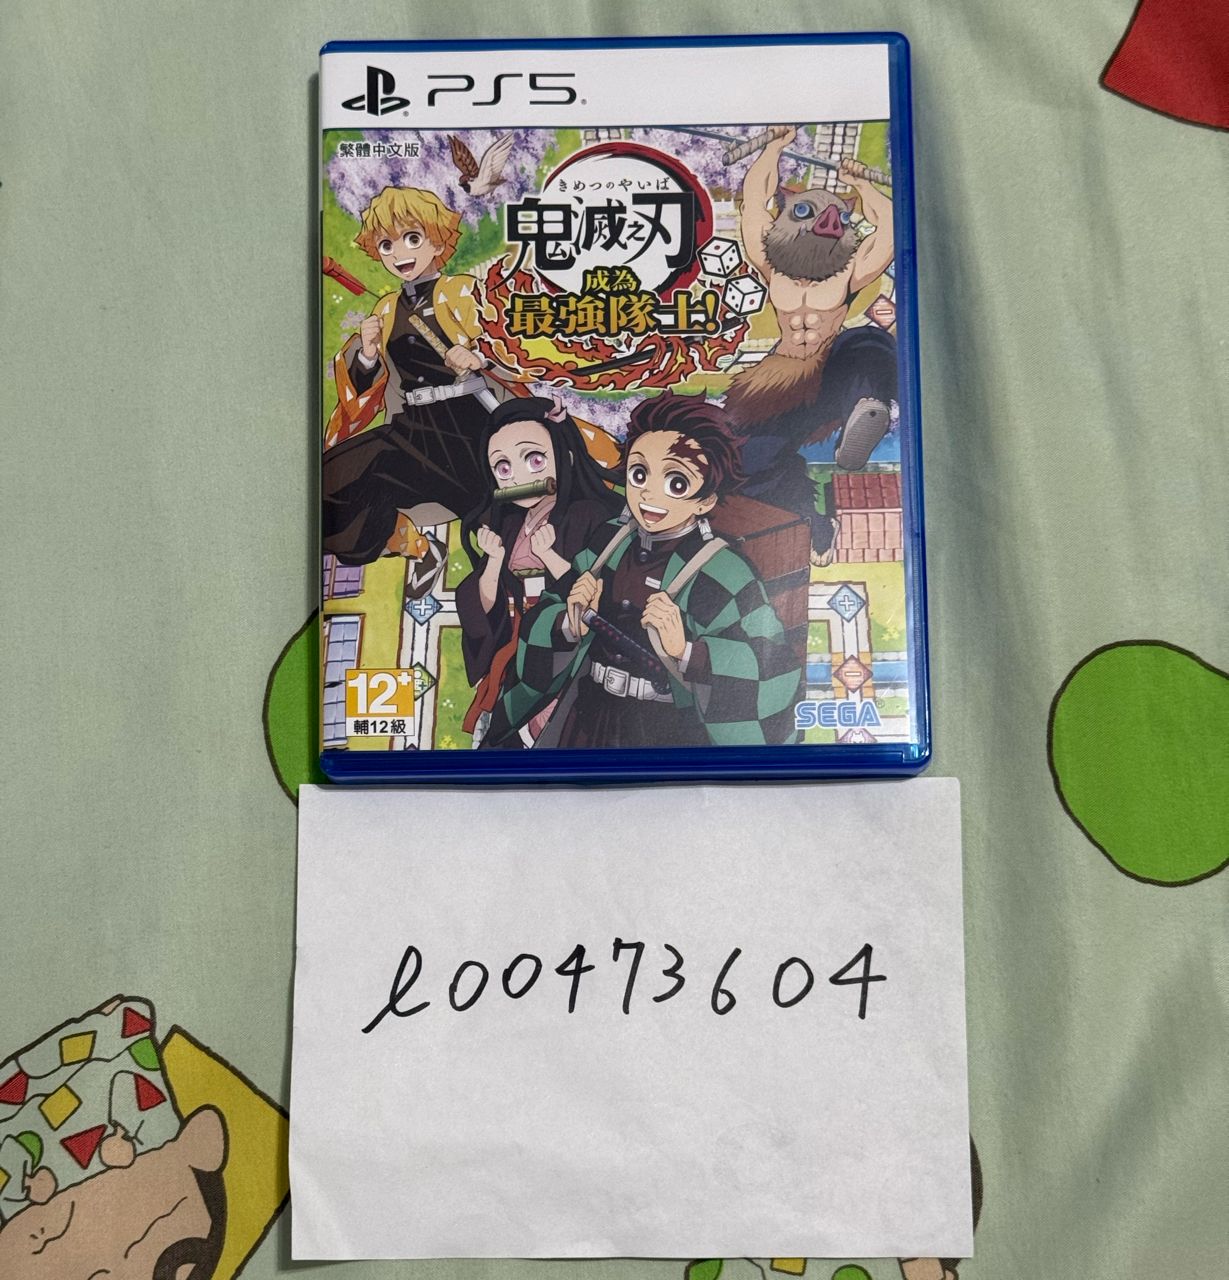 PS5
繁體中文版
きめつのやいば
鬼滅之刃
成為
最強隊士!
12+
輔12級
SEGA
l00473604